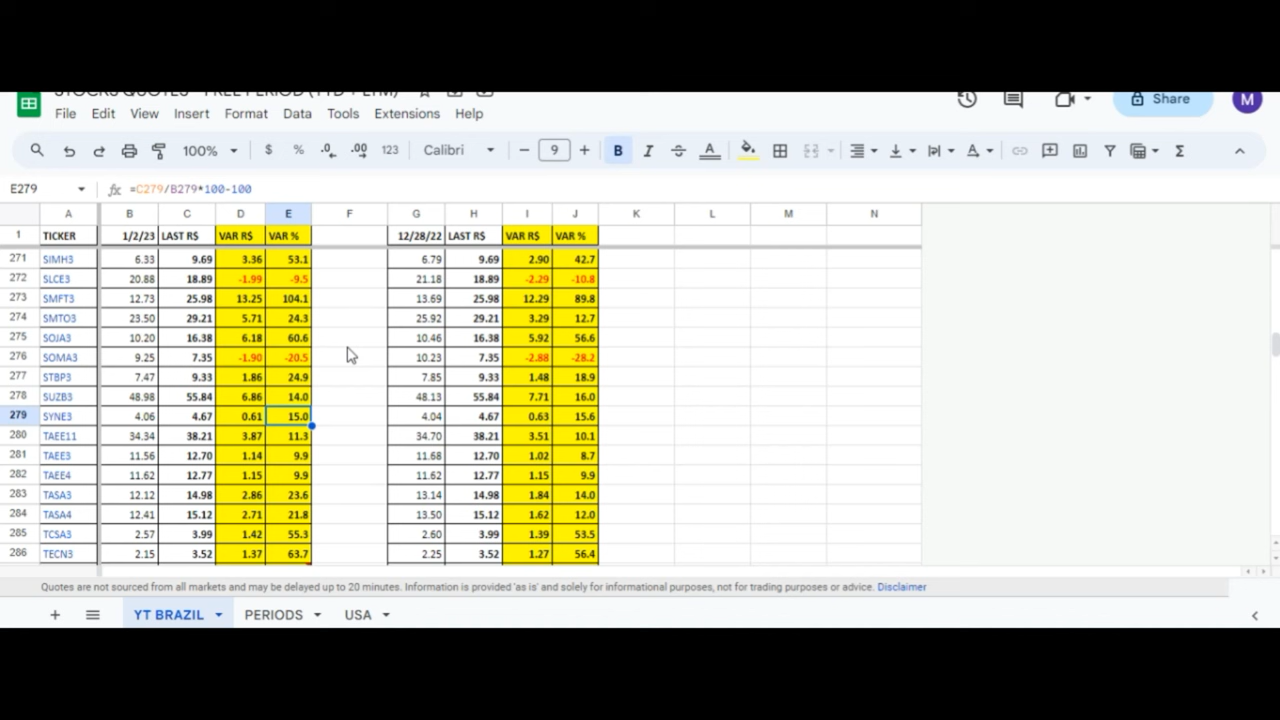 STOCKS QUOTES - FREE PERIOD (YTD + LTM)
File Edit View Insert Format Data Tools Extensions Help
Share M
100% $ % .0 .00 123 Calibri 9 B I A
E279 fx =C279/B279*100-100
A B C D E F G H I J K L M N
1 TICKER 1/2/23 LAST R$ VAR R$ VAR % 12/28/22 LAST R$ VAR R$ VAR %
271 SIMH3 6.33 9.69 3.36 53.1 6.79 9.69 2.90 42.7
272 SLCE3 20.88 18.89 -1.99 -9.5 21.18 18.89 -2.29 -10.8
273 SMFT3 12.73 25.98 13.25 104.1 13.69 25.98 12.29 89.8
274 SMTO3 23.50 29.21 5.71 24.3 25.92 29.21 3.29 12.7
275 SOJA3 10.20 16.38 6.18 60.6 10.46 16.38 5.92 56.6
276 SOMA3 9.25 7.35 -1.90 -20.5 10.23 7.35 -2.88 -28.2
277 STBP3 7.47 9.33 1.86 24.9 7.85 9.33 1.48 18.9
278 SUZB3 48.98 55.84 6.86 14.0 48.13 55.84 7.71 16.0
279 SYNE3 4.06 4.67 0.61 15.0 4.04 4.67 0.63 15.6
280 TAEE11 34.34 38.21 3.87 11.3 34.70 38.21 3.51 10.1
281 TAEE3 11.56 12.70 1.14 9.9 11.68 12.70 1.02 8.7
282 TAEE4 11.62 12.77 1.15 9.9 11.62 12.77 1.15 9.9
283 TASA3 12.12 14.98 2.86 23.6 13.14 14.98 1.84 14.0
284 TASA4 12.41 15.12 2.71 21.8 13.50 15.12 1.62 12.0
285 TCSA3 2.57 3.99 1.42 55.3 2.60 3.99 1.39 53.5
286 TECN3 2.15 3.52 1.37 63.7 2.25 3.52 1.27 56.4
Quotes are not sourced from all markets and may be delayed up to 20 minutes. Information is provided 'as is' and solely for informational purposes, not for trading purposes or advice. Disclaimer
YT BRAZIL PERIODS USA